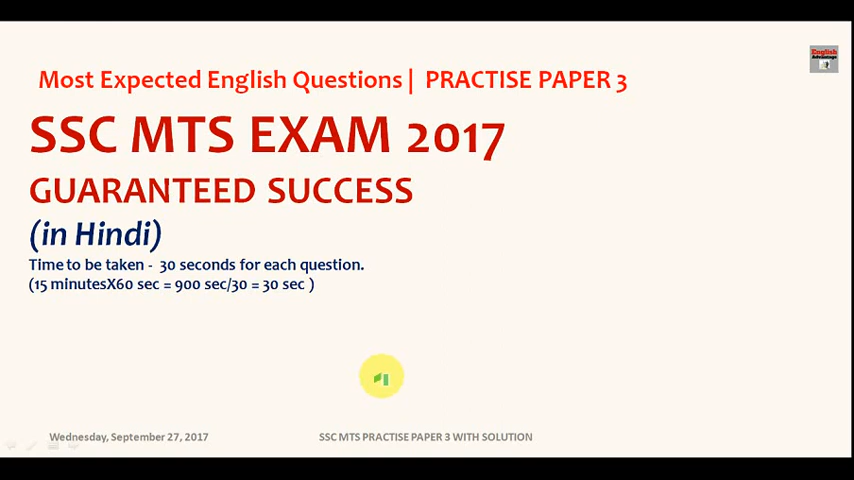 English
Advantage
Most Expected English Questions | PRACTISE PAPER 3
SSC MTS EXAM 2017
GUARANTEED SUCCESS
(in Hindi)
Time to be taken - 30 seconds for each question.
(15 minutesX60 sec = 900 sec/30 = 30 sec )
Wednesday, September 27, 2017
SSC MTS PRACTISE PAPER 3 WITH SOLUTION